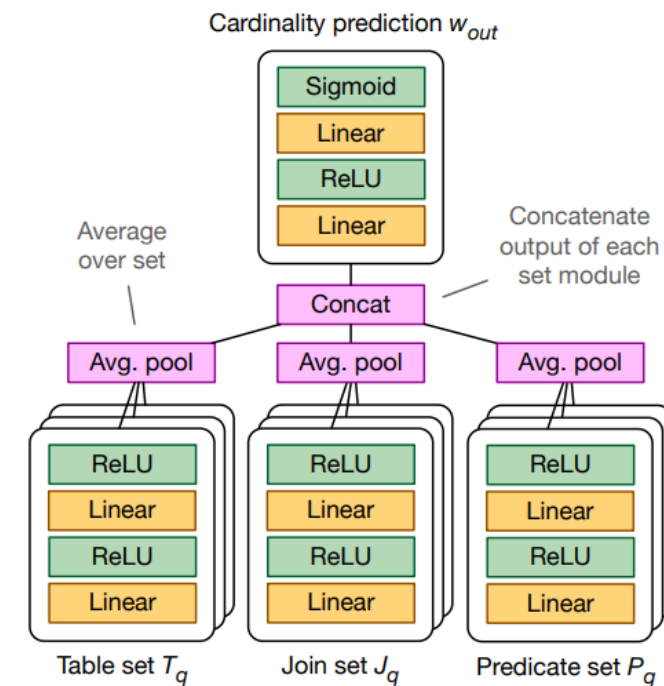 Cardinality prediction w_out
Sigmoid
Linear
ReLU
Linear
Average
over set
Concatenate
output of each
set module
Concat
Avg. pool
Avg. pool
Avg. pool
ReLU
Linear
ReLU
Linear
ReLU
Linear
ReLU
Linear
ReLU
Linear
ReLU
Linear
Table set T_q
Join set J_q
Predicate set P_q